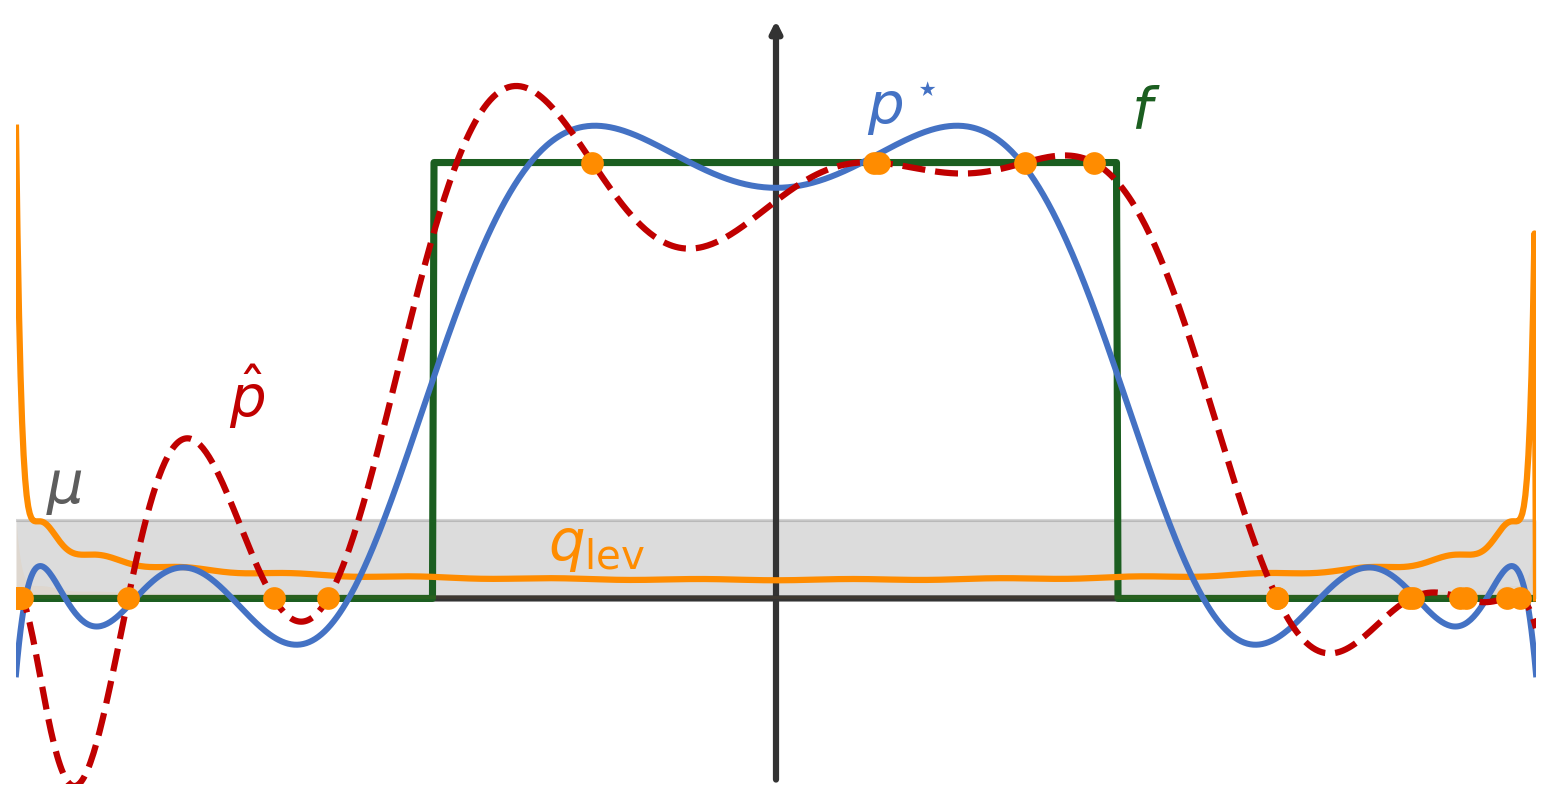 p ⋆
f
p̂
μ
q_lev